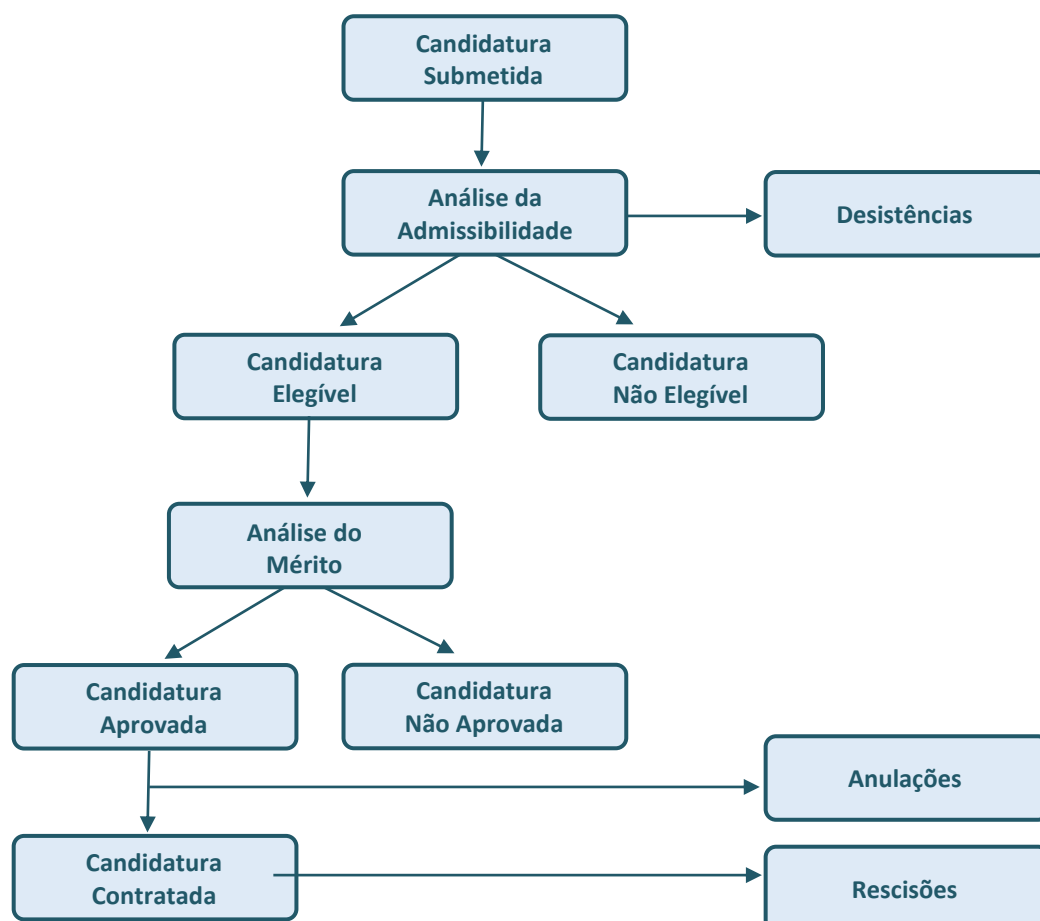 Candidatura
Submetida
Análise da
Admissibilidade
Desistências
Candidatura
Elegível
Candidatura
Não Elegível
Análise do
Mérito
Candidatura
Aprovada
Candidatura
Não Aprovada
Anulações
Candidatura
Contratada
Rescisões